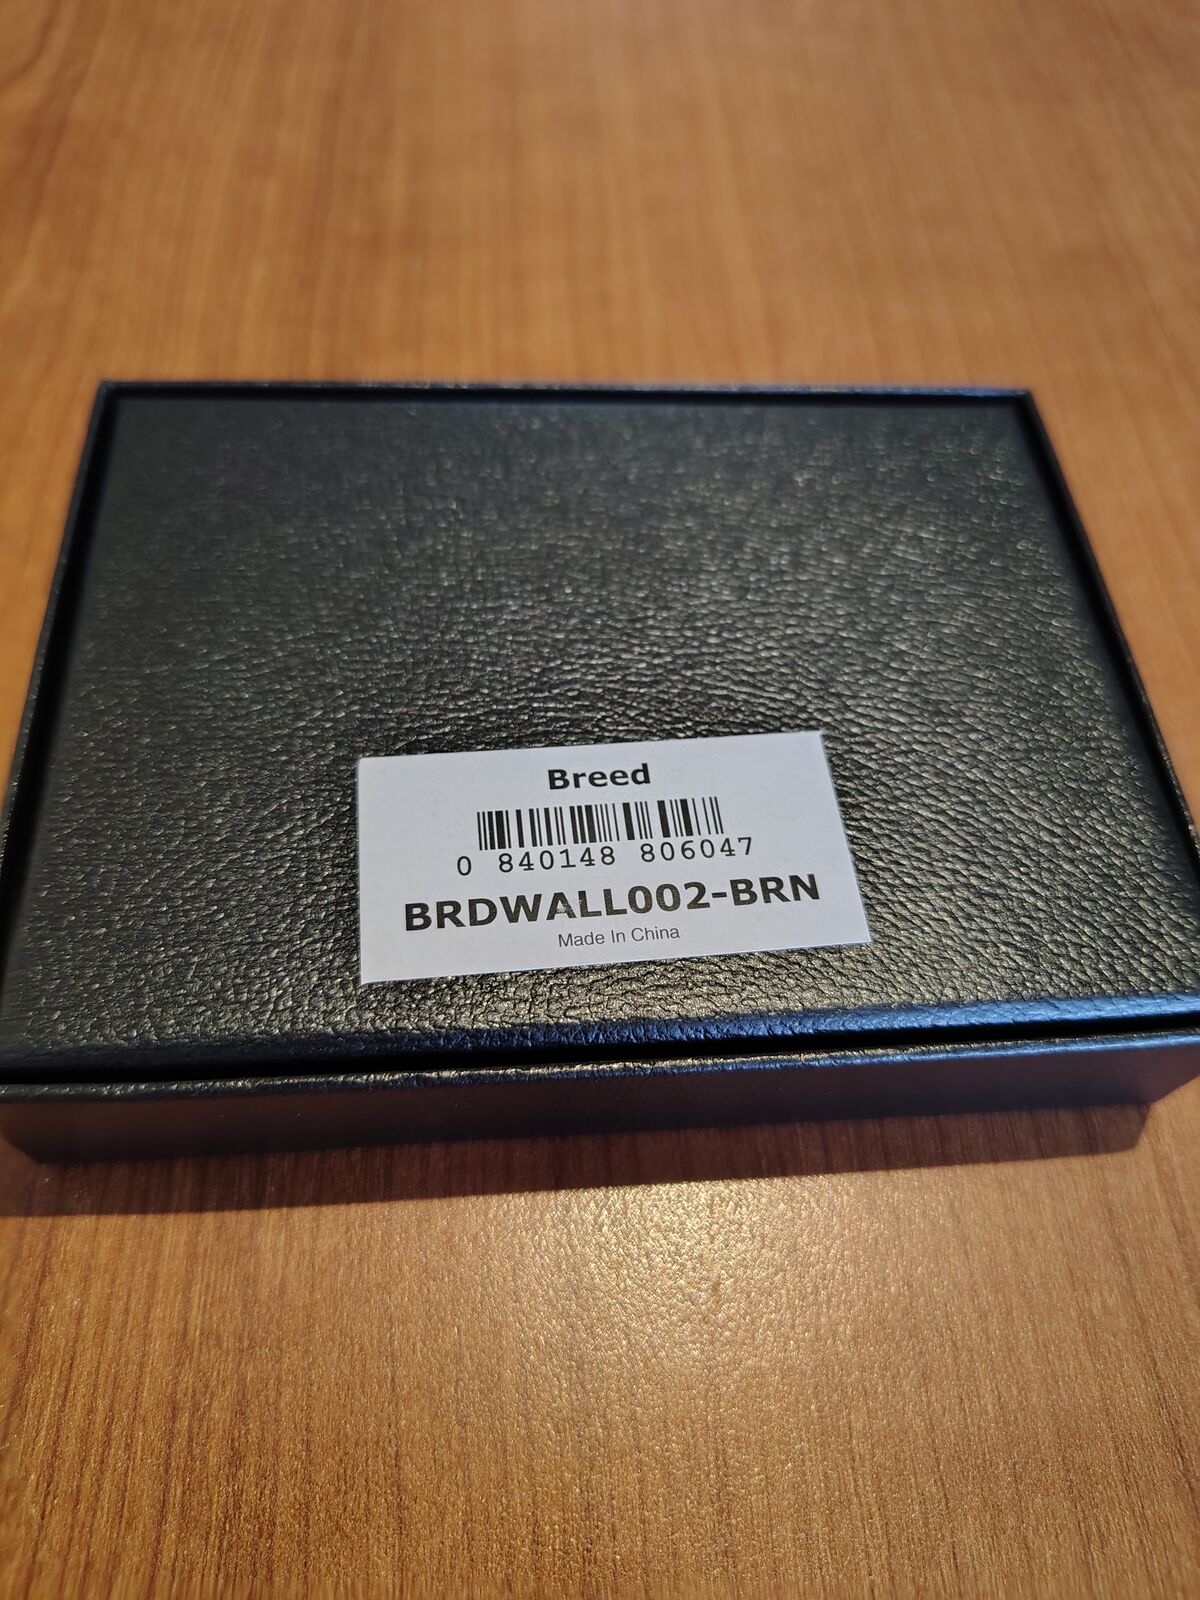 Breed
0 840148 806047
BRDWALL002-BRN
Made In China